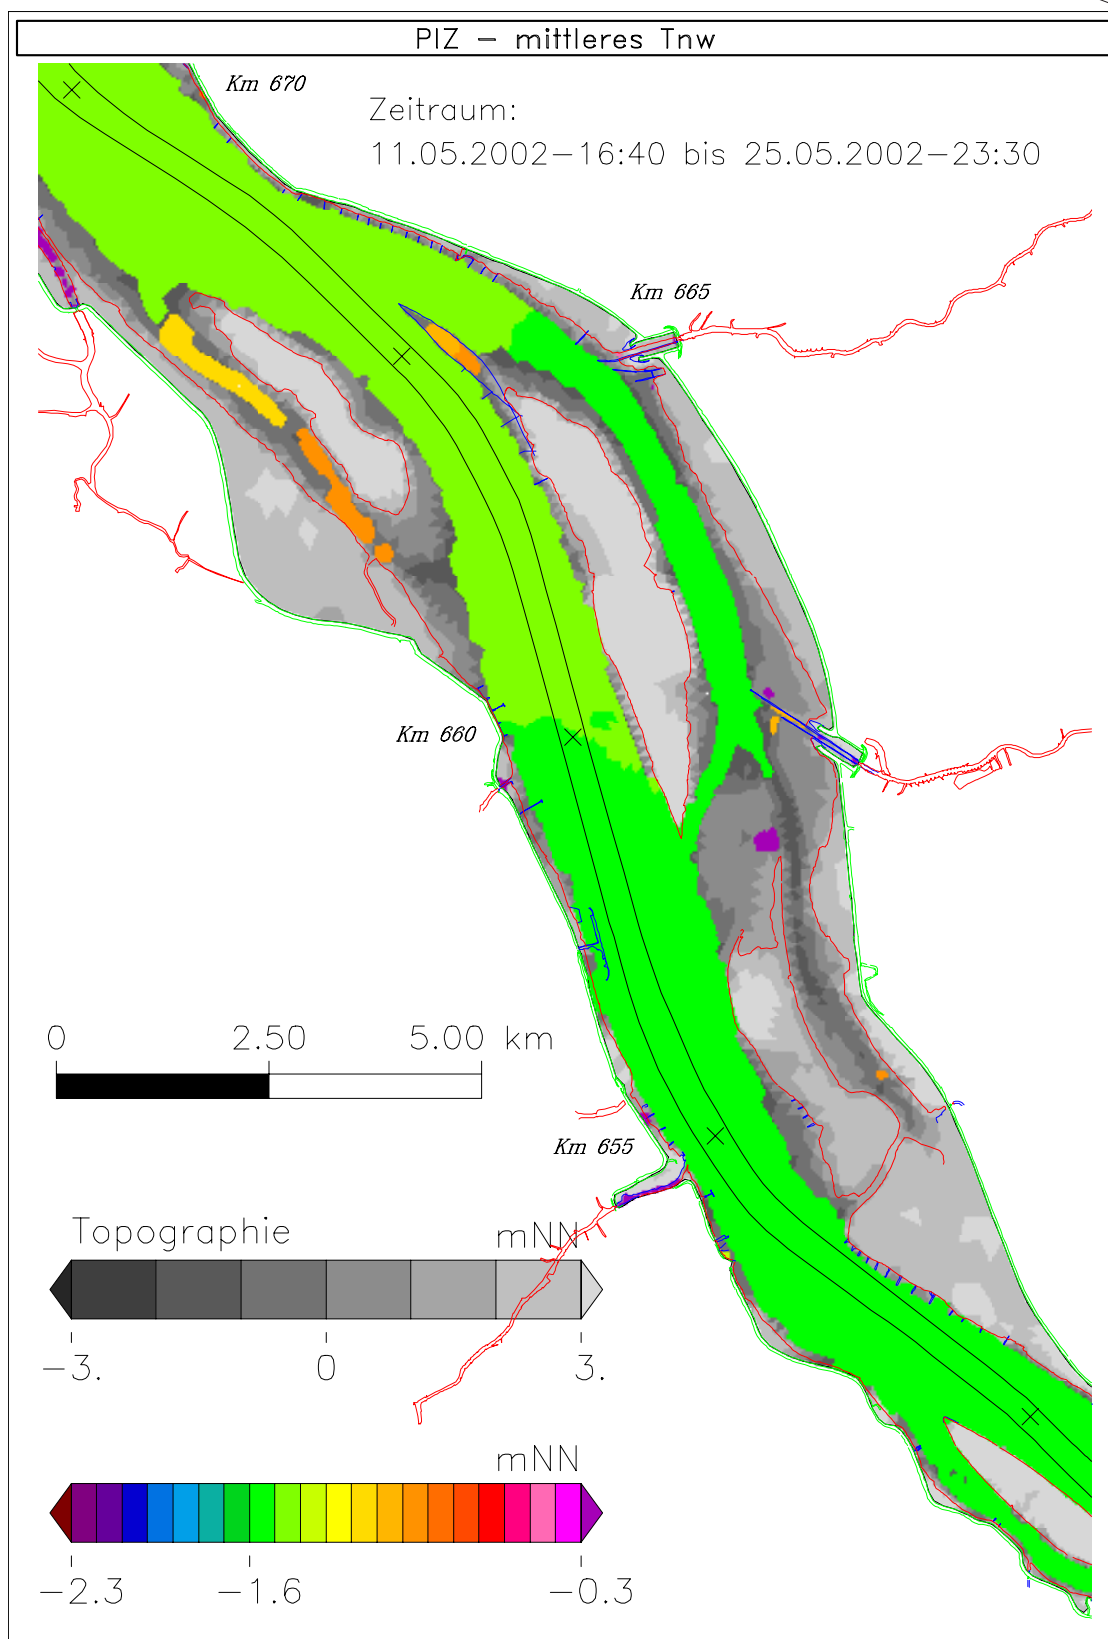 PIZ – mittleres Tnw
Km 670
Zeitraum:
11.05.2002–16:40 bis 25.05.2002–23:30
Km 665
Km 660
0 2.50 5.00 km
Km 655
Topographie mNN
–3. 0 3.
mNN
–2.3 –1.6 –0.3